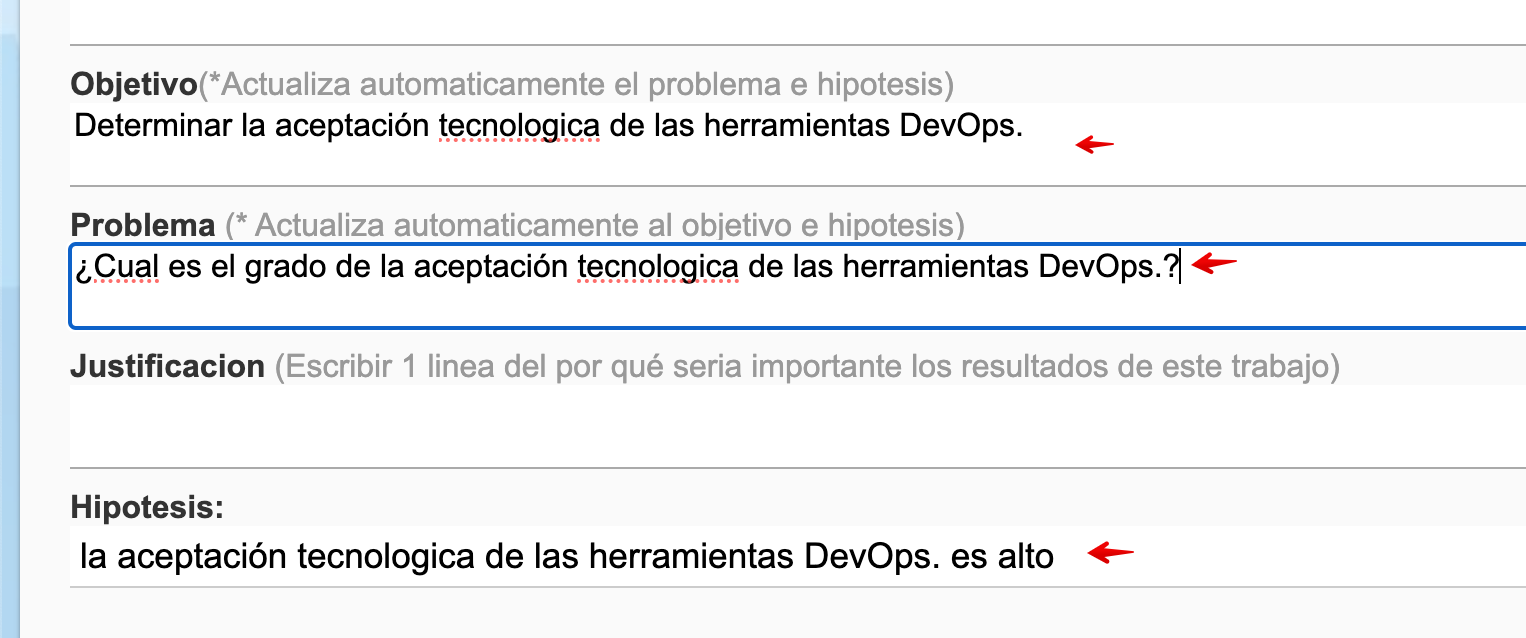 Objetivo(*Actualiza automaticamente el problema e hipotesis)
Determinar la aceptación tecnologica de las herramientas DevOps.
Problema (* Actualiza automaticamente al objetivo e hipotesis)
¿Cual es el grado de la aceptación tecnologica de las herramientas DevOps.?
Justificacion (Escribir 1 linea del por qué seria importante los resultados de este trabajo)
Hipotesis:
la aceptación tecnologica de las herramientas DevOps. es alto